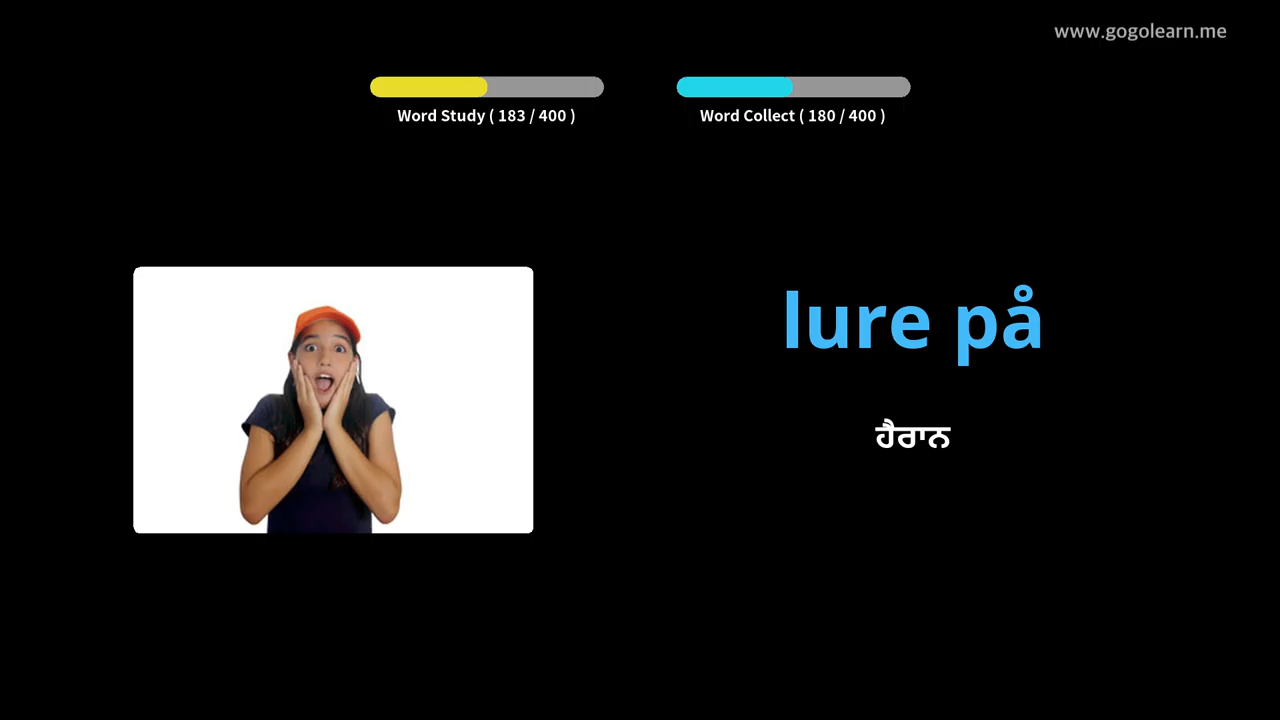 www.gogolearn.me
Word Study ( 183 / 400 )
Word Collect ( 180 / 400 )
lure på
ਹੈਰਾਨ